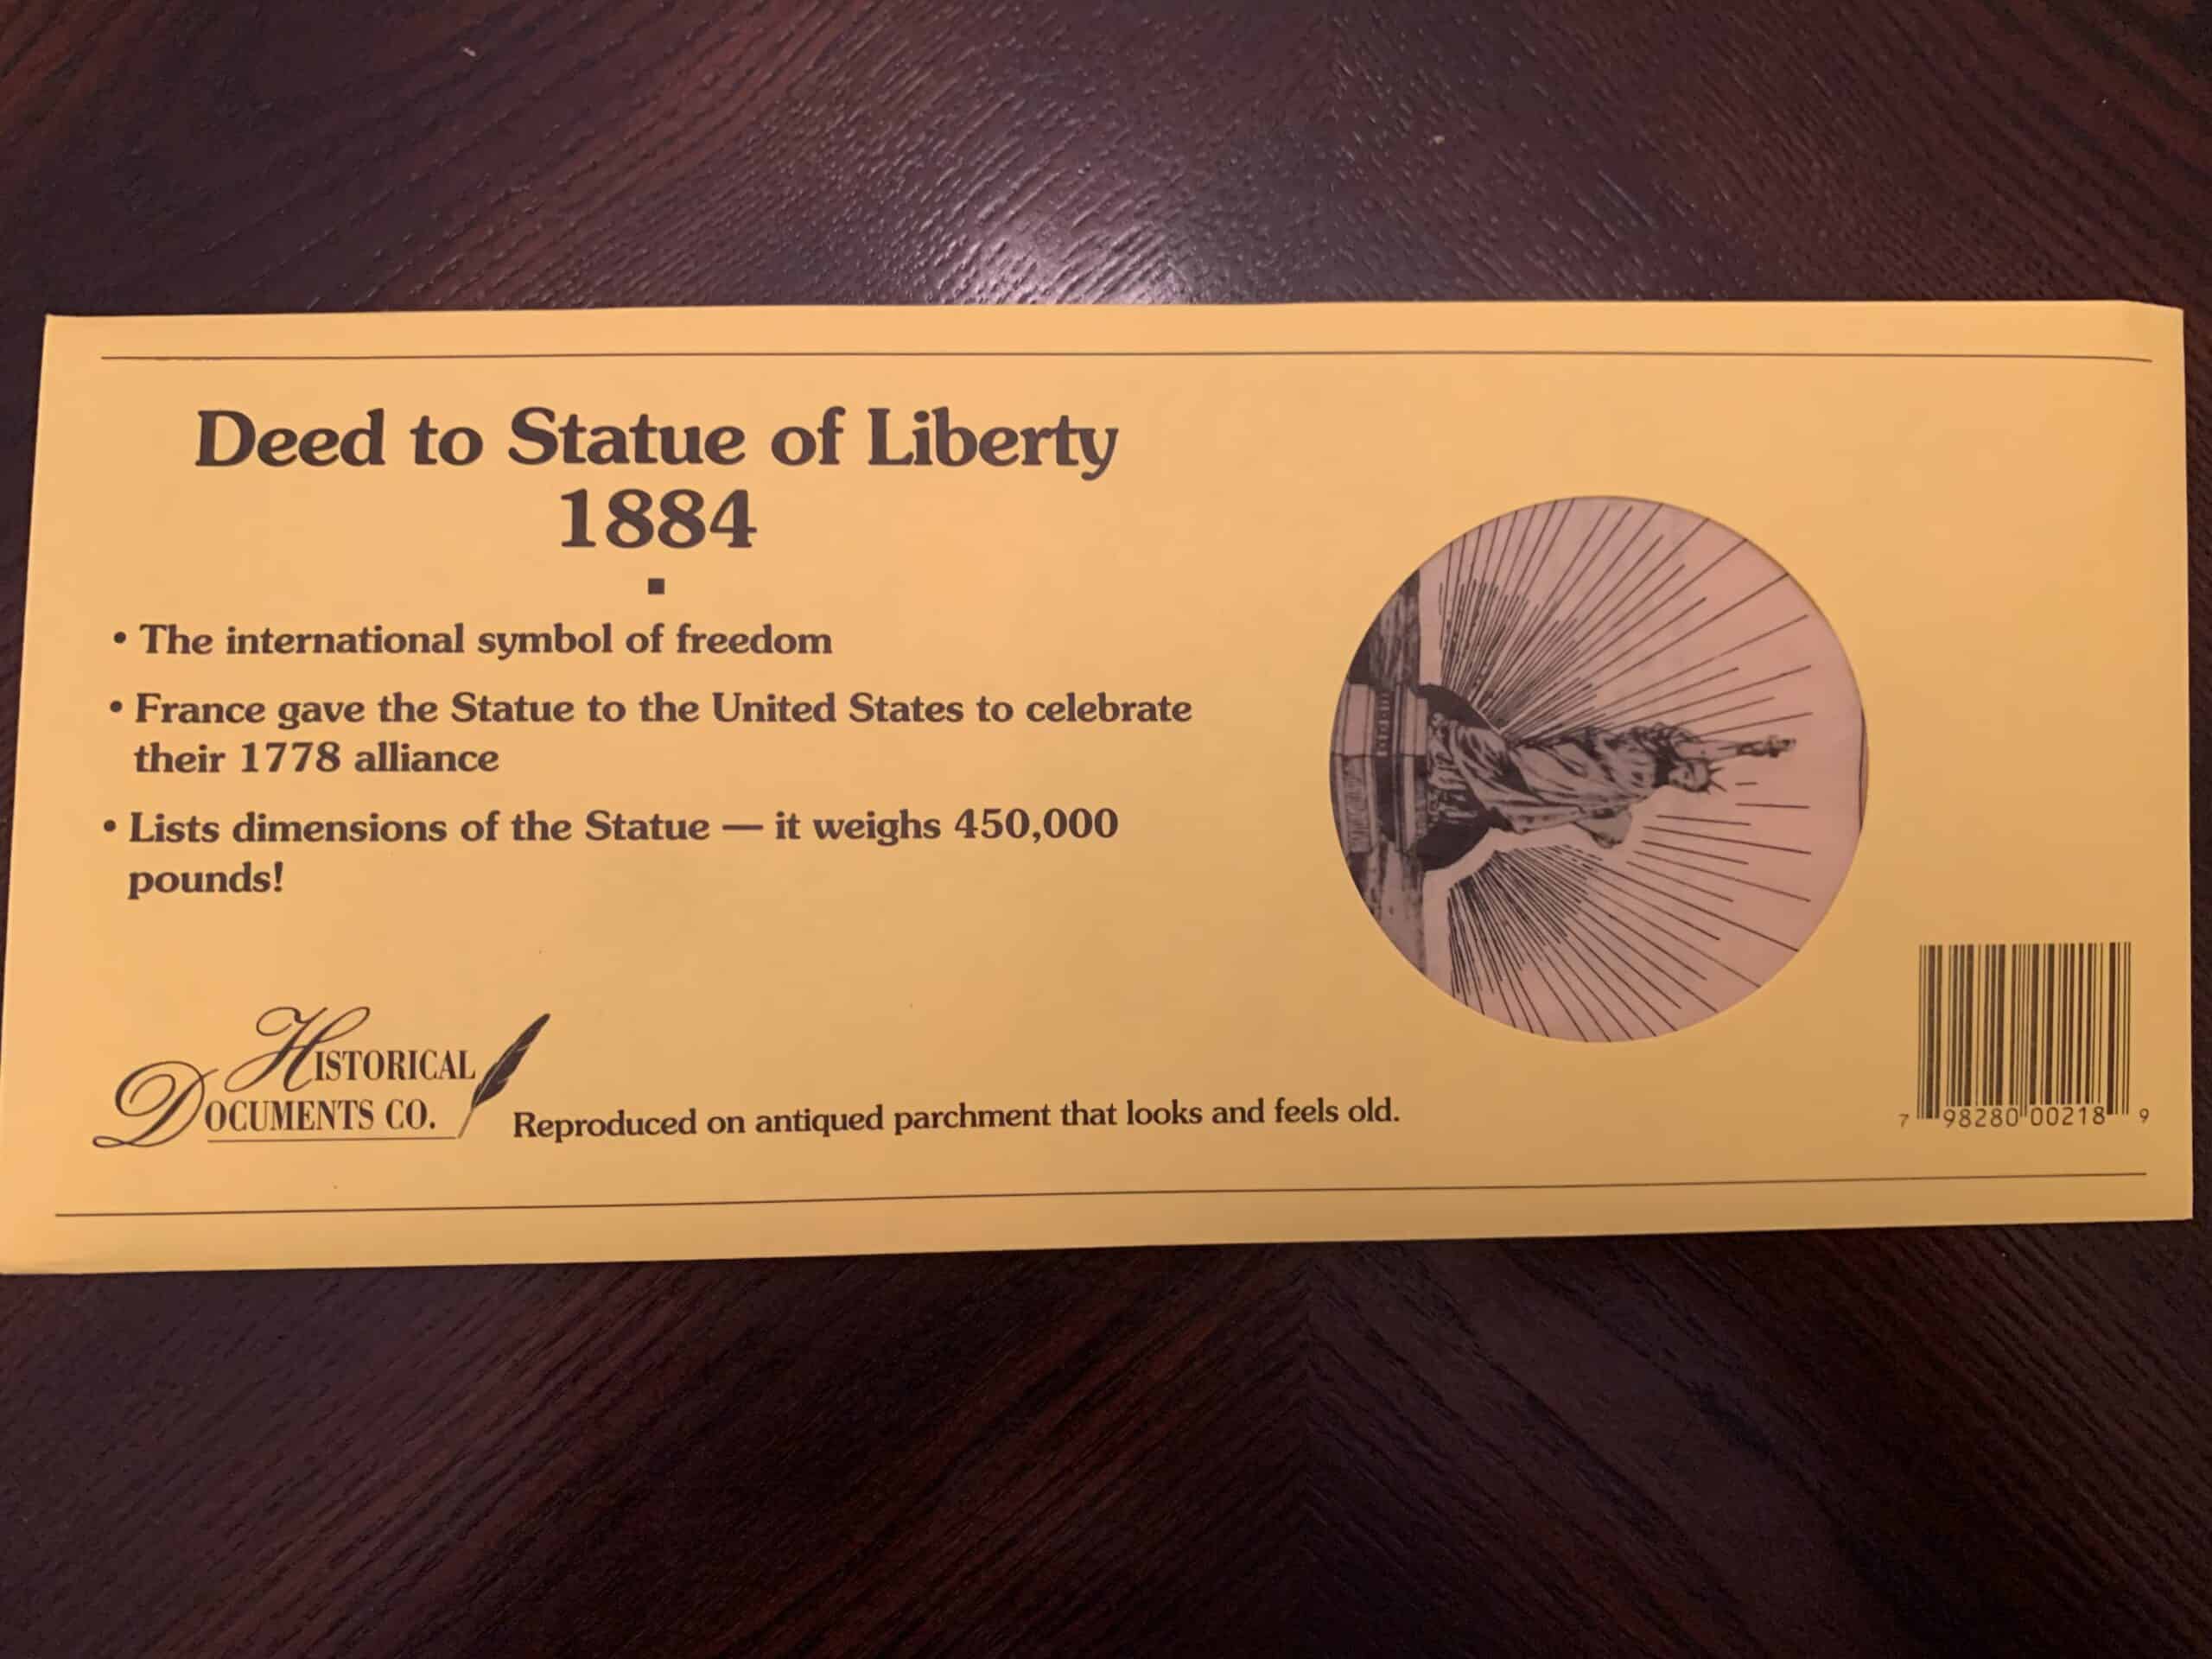 Deed to Statue of Liberty
1884
• The international symbol of freedom
• France gave the Statue to the United States to celebrate
their 1778 alliance
• Lists dimensions of the Statue — it weighs 450,000
pounds!
HISTORICAL
DOCUMENTS CO.
Reproduced on antiqued parchment that looks and feels old.
7 98280 00218 9